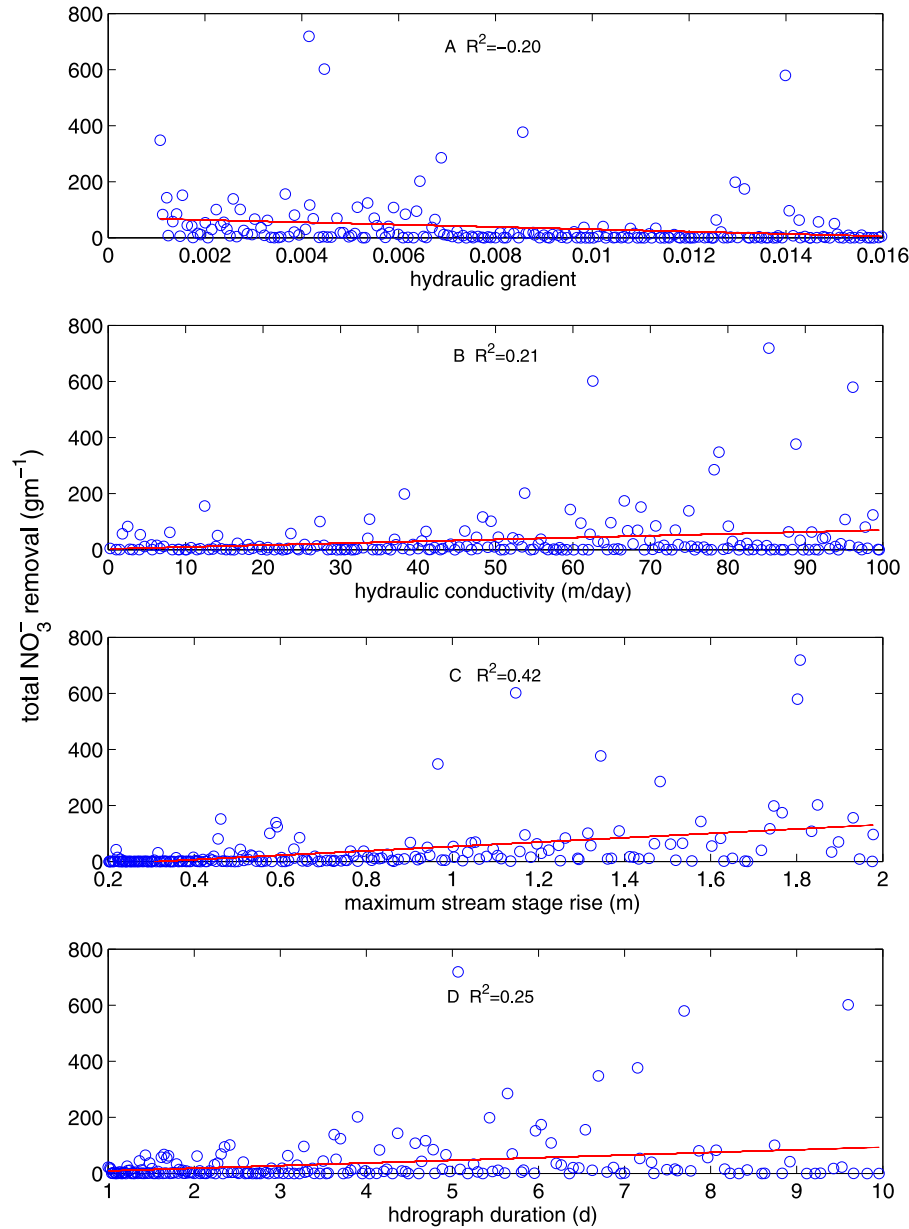 800
600
400
200
0
A R²=−0.20
0 0.002 0.004 0.006 0.008 0.01 0.012 0.014 0.016
hydraulic gradient
800
600
400
200
0
B R²=0.21
0 10 20 30 40 50 60 70 80 90 100
hydraulic conductivity (m/day)
total NO₃⁻ removal (gm⁻¹)
800
600
400
200
0
C R²=0.42
0.2 0.4 0.6 0.8 1 1.2 1.4 1.6 1.8 2
maximum stream stage rise (m)
800
600
400
200
0
D R²=0.25
1 2 3 4 5 6 7 8 9 10
hdrograph duration (d)